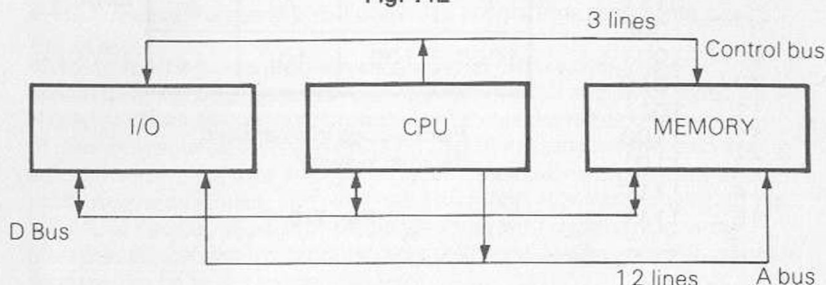 3 lines
Control bus
I/O
CPU
MEMORY
D Bus
12 lines
A bus